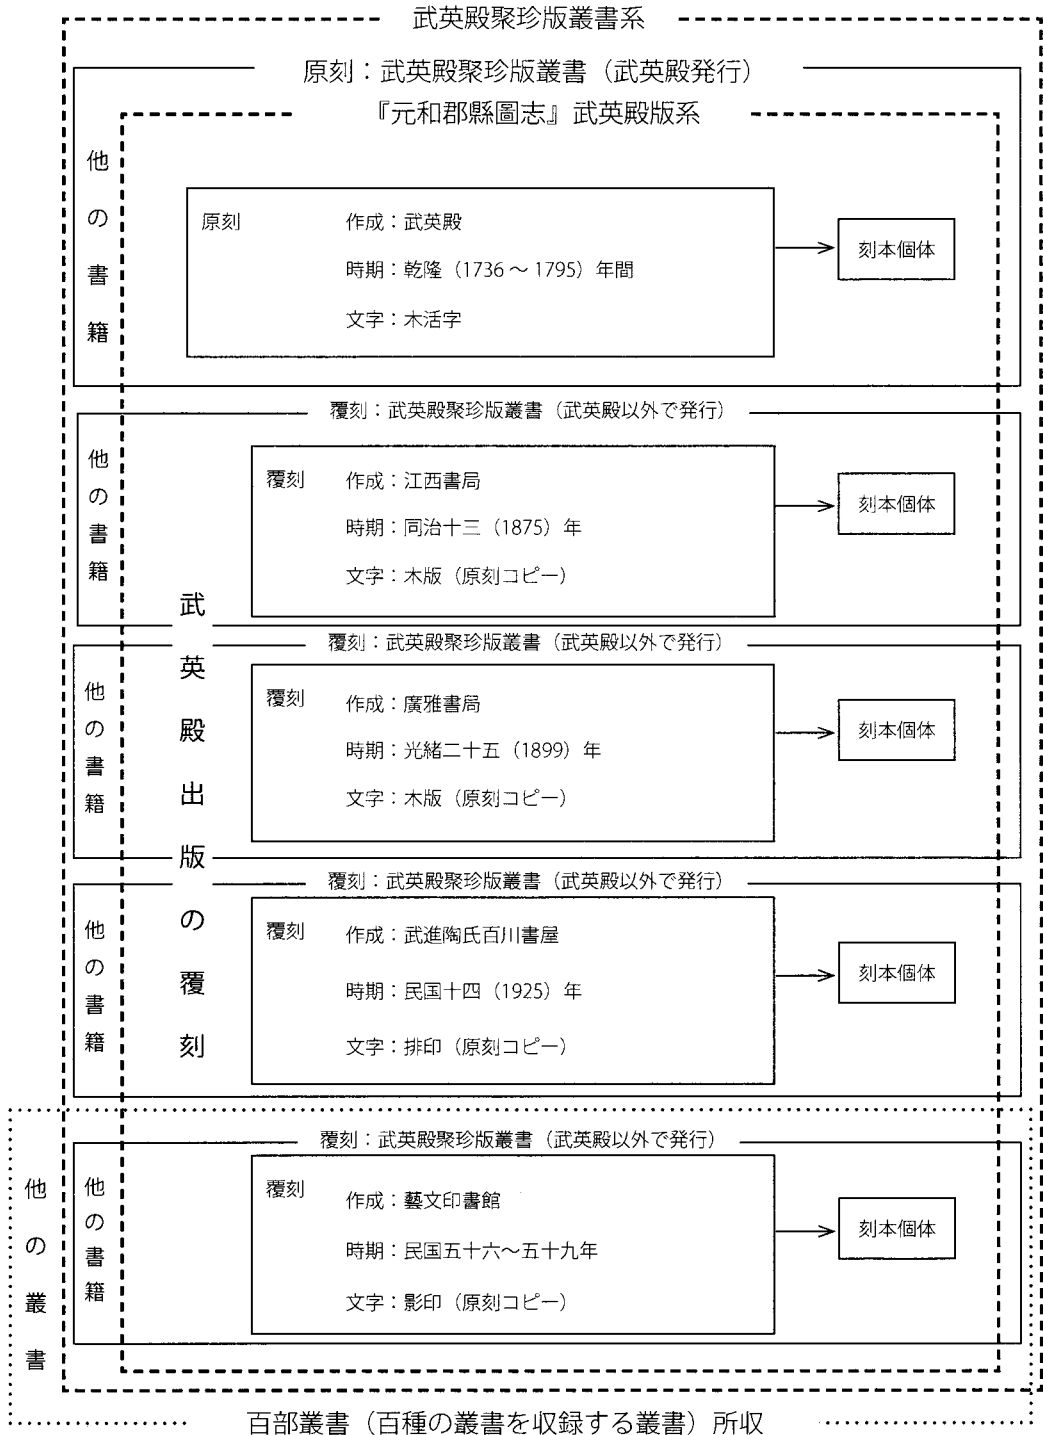 武英殿聚珍版叢書系
原刻：武英殿聚珍版叢書（武英殿発行）
『元和郡縣圖志』武英殿版系
他の書籍
原刻
作成：武英殿
時期：乾隆（1736～1795）年間
文字：木活字
刻本個体
覆刻：武英殿聚珍版叢書（武英殿以外で発行）
他の書籍
覆刻
作成：江西書局
時期：同治十三（1875）年
文字：木版（原刻コピー）
刻本個体
武英殿出版の覆刻
覆刻：武英殿聚珍版叢書（武英殿以外で発行）
他の書籍
覆刻
作成：廣雅書局
時期：光緒二十五（1899）年
文字：木版（原刻コピー）
刻本個体
覆刻：武英殿聚珍版叢書（武英殿以外で発行）
他の書籍
覆刻
作成：武進陶氏百川書屋
時期：民国十四（1925）年
文字：排印（原刻コピー）
刻本個体
他の叢書
覆刻：武英殿聚珍版叢書（武英殿以外で発行）
他の書籍
覆刻
作成：藝文印書館
時期：民国五十六～五十九年
文字：影印（原刻コピー）
刻本個体
百部叢書（百種の叢書を収録する叢書）所収